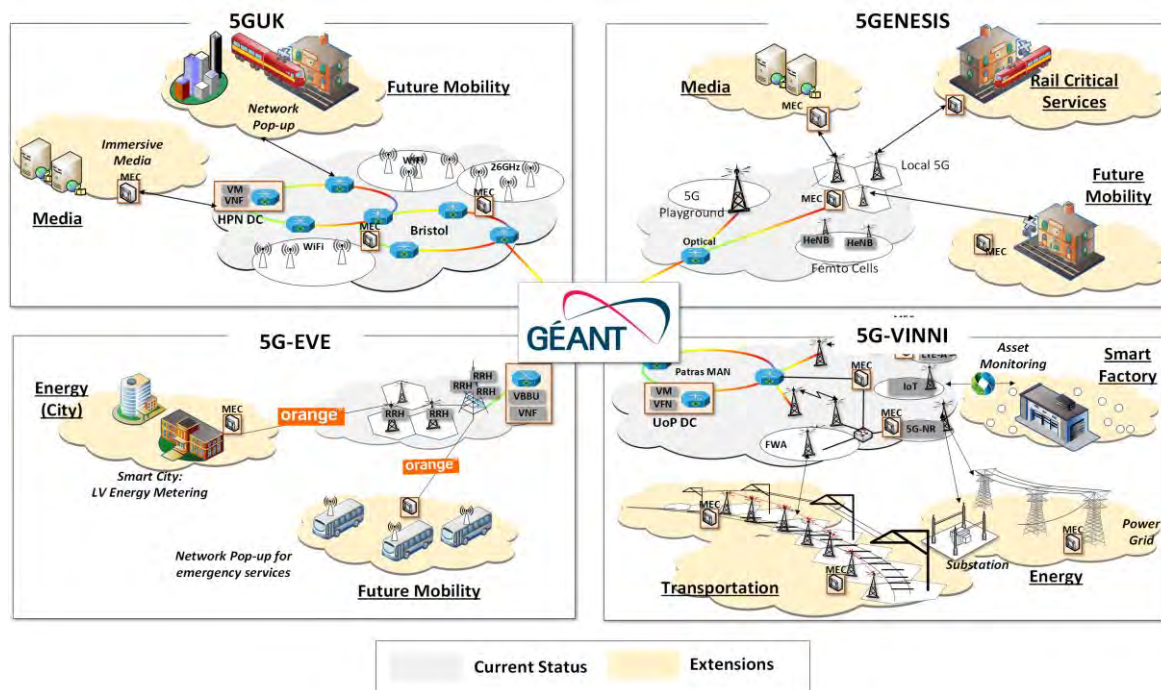 5GUK
Future Mobility
Network
Pop-up
Immersive
Media
MEC
Media
VM
VNF
HPN DC
WiFi
26GHz
MEC
Bristol
MEC
WiFi
5GENESIS
Media
MEC
Rail Critical
Services
Local 5G
5G
Playground
MEC
Future
Mobility
Optical
HeNB
HeNB
Femto Cells
MEC
GÉANT
5G-EVE
Energy
(City)
MEC
orange
RRH
RRH
RRH
RRH
RRH
VBBU
VNF
Smart City:
LV Energy Metering
orange
Network Pop-up for
emergency services
Future Mobility
5G-VINNI
Patras MAN
MEC
LTE-A
Asset
Monitoring
Smart
Factory
VM
VFN
UoP DC
IoT
MEC
5G-NR
FWA
MEC
MEC
Transportation
Substation
MEC
Power
Grid
Energy
Current Status
Extensions